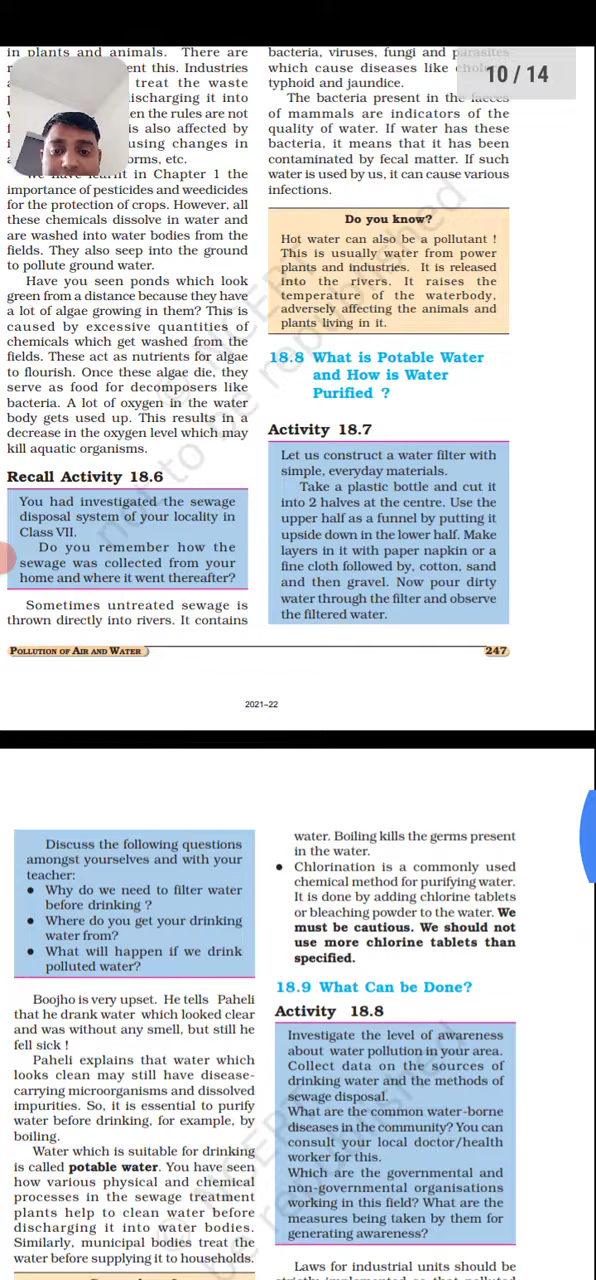 in plants and animals. There are
ent this. Industries
treat the waste
ischarging it into
en the rules are not
is also affected by
using changes in
orms, etc.
in Chapter 1 the
importance of pesticides and weedicides
for the protection of crops. However, all
these chemicals dissolve in water and
are washed into water bodies from the
fields. They also seep into the ground
to pollute ground water.
Have you seen ponds which look
green from a distance because they have
a lot of algae growing in them? This is
caused by excessive quantities of
chemicals which get washed from the
fields. These act as nutrients for algae
to flourish. Once these algae die, they
serve as food for decomposers like
bacteria. A lot of oxygen in the water
body gets used up. This results in a
decrease in the oxygen level which may
kill aquatic organisms.
Recall Activity 18.6
You had investigated the sewage
disposal system of your locality in
Class VII.
Do you remember how the
sewage was collected from your
home and where it went thereafter?
Sometimes untreated sewage is
thrown directly into rivers. It contains
bacteria, viruses, fungi and parasites
which cause diseases like
typhoid and jaundice.
10 / 14
The bacteria present in the faeces
of mammals are indicators of the
quality of water. If water has these
bacteria, it means that it has been
contaminated by fecal matter. If such
water is used by us, it can cause various
infections.
Do you know?
Hot water can also be a pollutant !
This is usually water from power
plants and industries. It is released
into the rivers. It raises the
temperature of the waterbody,
adversely affecting the animals and
plants living in it.
18.8 What is Potable Water
and How is Water
Purified ?
Activity 18.7
Let us construct a water filter with
simple, everyday materials.
Take a plastic bottle and cut it
into 2 halves at the centre. Use the
upper half as a funnel by putting it
upside down in the lower half. Make
layers in it with paper napkin or a
fine cloth followed by, cotton, sand
and then gravel. Now pour dirty
water through the filter and observe
the filtered water.
POLLUTION OF AIR AND WATER
247
2021–22
Discuss the following questions
amongst yourselves and with your
teacher:
● Why do we need to filter water
before drinking ?
● Where do you get your drinking
water from?
● What will happen if we drink
polluted water?
Boojho is very upset. He tells Paheli
that he drank water which looked clear
and was without any smell, but still he
fell sick !
Paheli explains that water which
looks clean may still have disease-
carrying microorganisms and dissolved
impurities. So, it is essential to purify
water before drinking, for example, by
boiling.
Water which is suitable for drinking
is called potable water. You have seen
how various physical and chemical
processes in the sewage treatment
plants help to clean water before
discharging it into water bodies.
Similarly, municipal bodies treat the
water before supplying it to households.
water. Boiling kills the germs present
in the water.
● Chlorination is a commonly used
chemical method for purifying water.
It is done by adding chlorine tablets
or bleaching powder to the water. We
must be cautious. We should not
use more chlorine tablets than
specified.
18.9 What Can be Done?
Activity 18.8
Investigate the level of awareness
about water pollution in your area.
Collect data on the sources of
drinking water and the methods of
sewage disposal.
What are the common water-borne
diseases in the community? You can
consult your local doctor/health
worker for this.
Which are the governmental and
non-governmental organisations
working in this field? What are the
measures being taken by them for
generating awareness?
Laws for industrial units should be
© NCERT
not to be republished
© NCERT
be republished